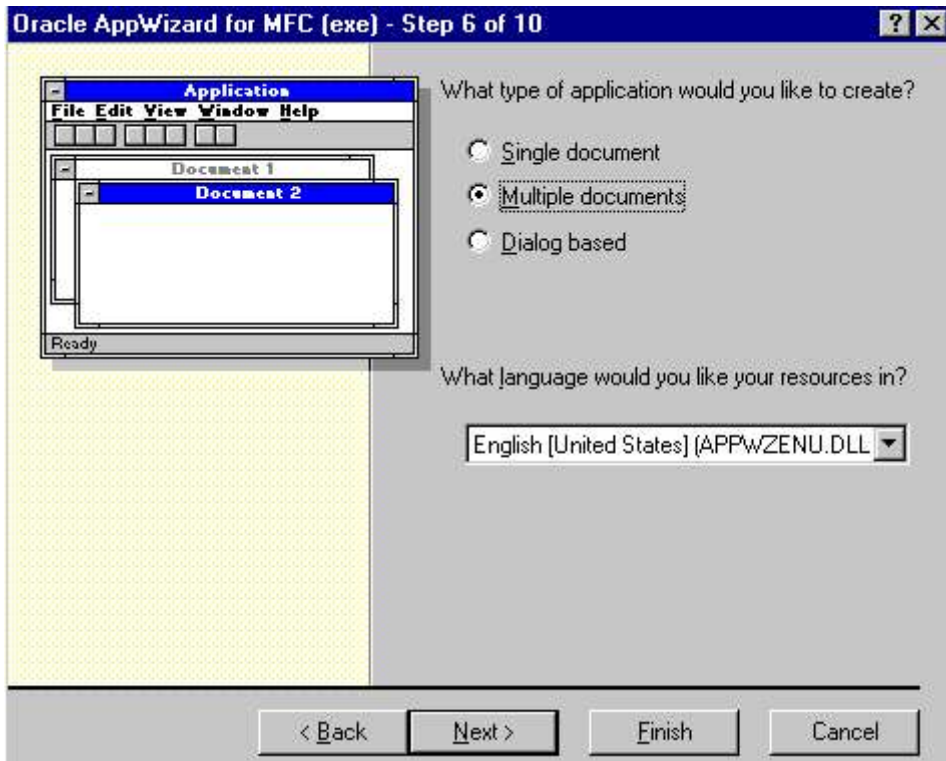 Oracle AppWizard for MFC (exe) - Step 6 of 10
Application
File Edit View Window Help
Document 1
Document 2
Ready
What type of application would you like to create?
Single document
Multiple documents
Dialog based
What language would you like your resources in?
English [United States] (APPWZENU.DLL
< Back
Next >
Finish
Cancel